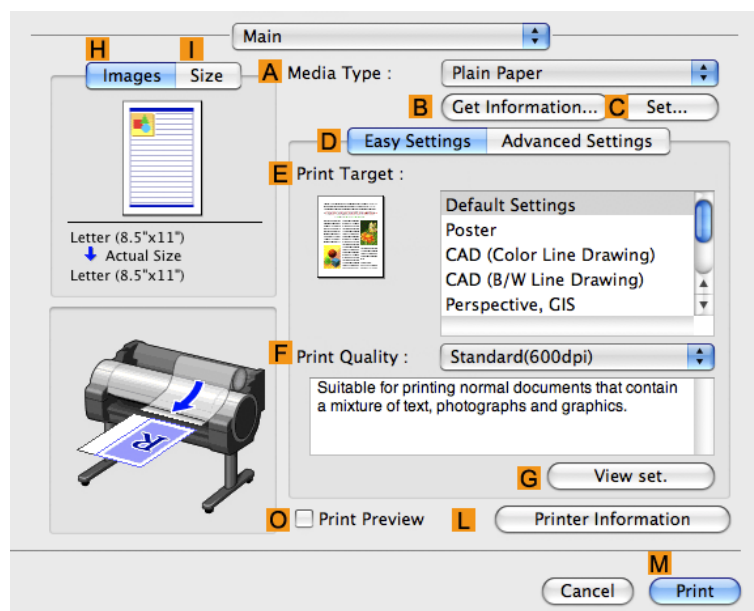 Main
H
I
Images
Size
A
Media Type :
Plain Paper
B
Get Information...
C
Set...
D
Easy Settings
Advanced Settings
E
Print Target :
Default Settings
Poster
CAD (Color Line Drawing)
CAD (B/W Line Drawing)
Perspective, GIS
Letter (8.5"x11")
Actual Size
Letter (8.5"x11")
F
Print Quality :
Standard(600dpi)
Suitable for printing normal documents that contain
a mixture of text, photographs and graphics.
R
G
View set.
O
Print Preview
L
Printer Information
M
Cancel
Print